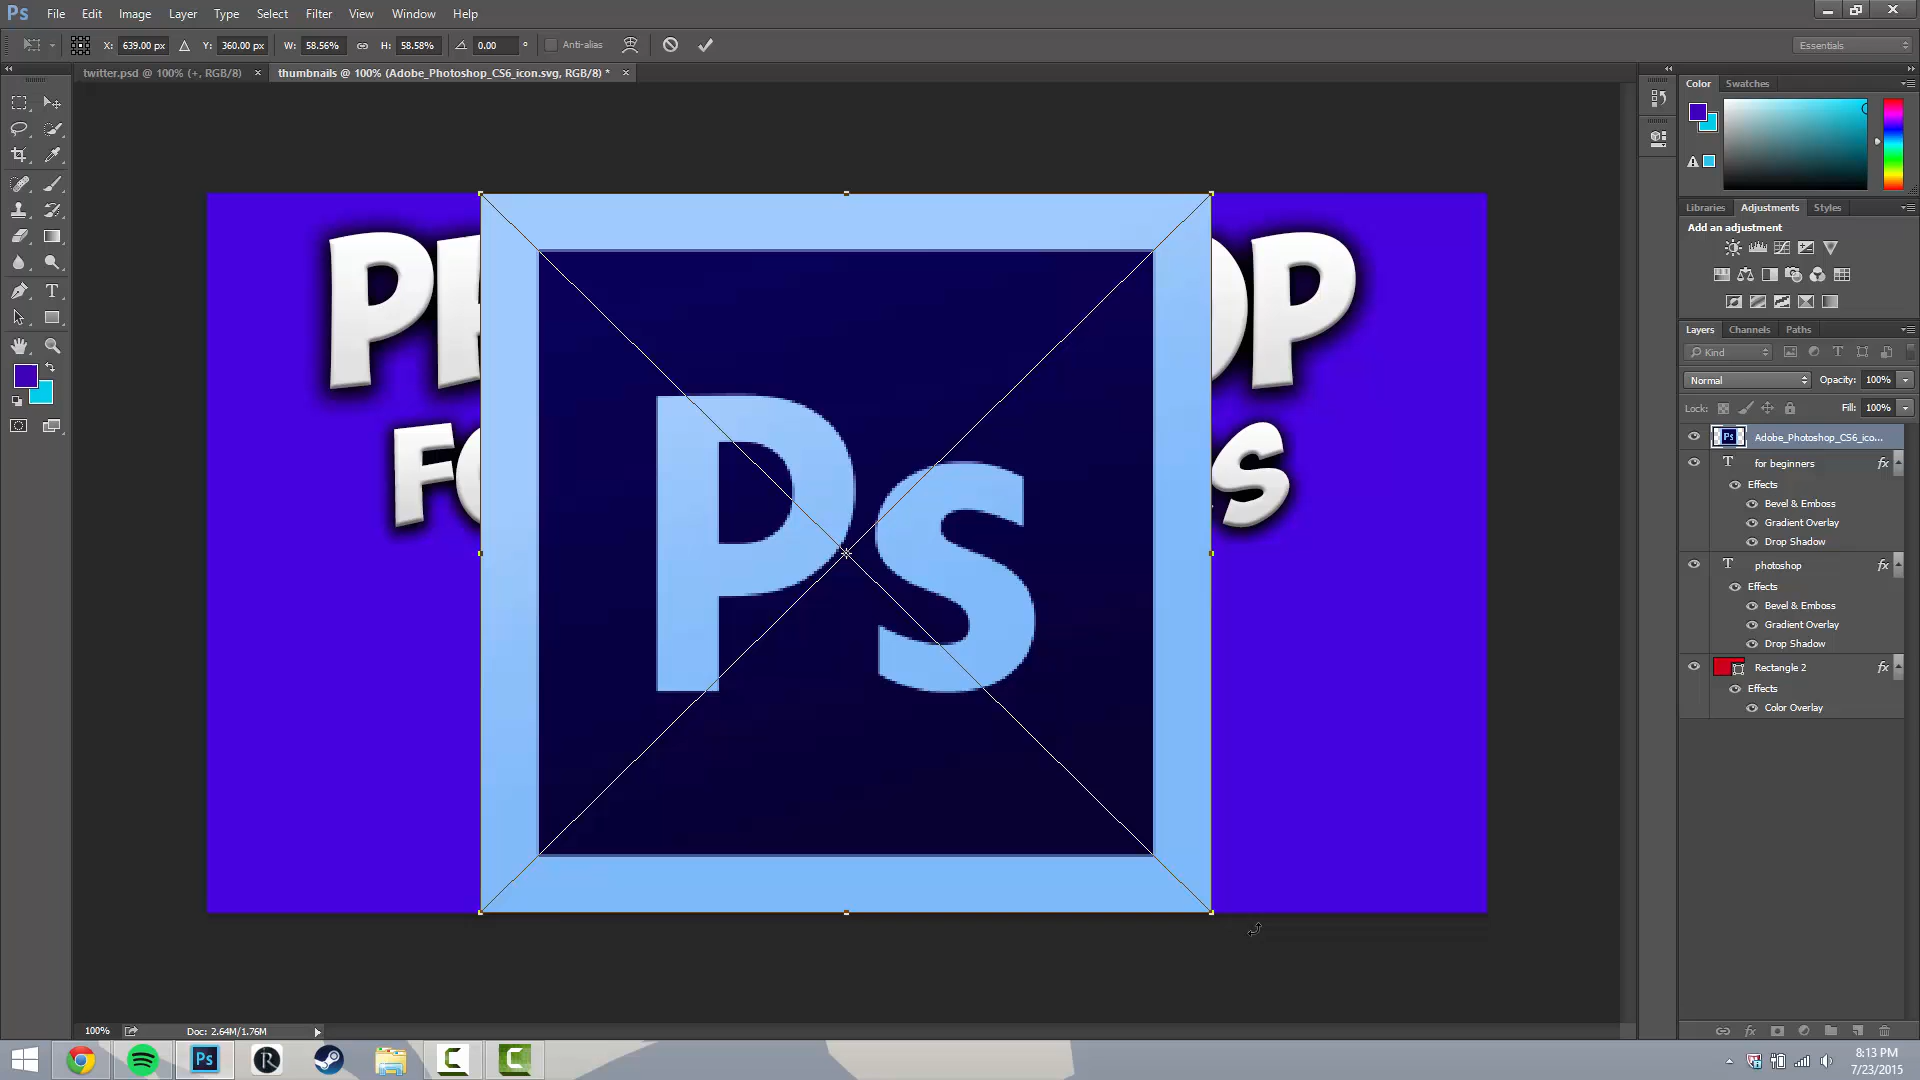 Ps File Edit Image Layer Type Select Filter View Window Help
X: 639.00 px Y: 360.00 px W: 58.56% H: 58.58% 0.00 ° Anti-alias Essentials
twitter.psd @ 100% (+, RGB/8) × thumbnails @ 100% (Adobe_Photoshop_CS6_icon.svg, RGB/8) * ×
Color Swatches
Libraries Adjustments Styles
Add an adjustment
Layers Channels Paths
Kind
Normal Opacity: 100%
Lock: Fill: 100%
Adobe_Photoshop_CS6_ico...
T for beginners fx
Effects
Bevel & Emboss
Gradient Overlay
Drop Shadow
T photoshop fx
Effects
Bevel & Emboss
Gradient Overlay
Drop Shadow
Rectangle 2 fx
Effects
Color Overlay
P OP
F S
Ps
100% Doc: 2.64M/1.76M
8:13 PM
7/23/2015